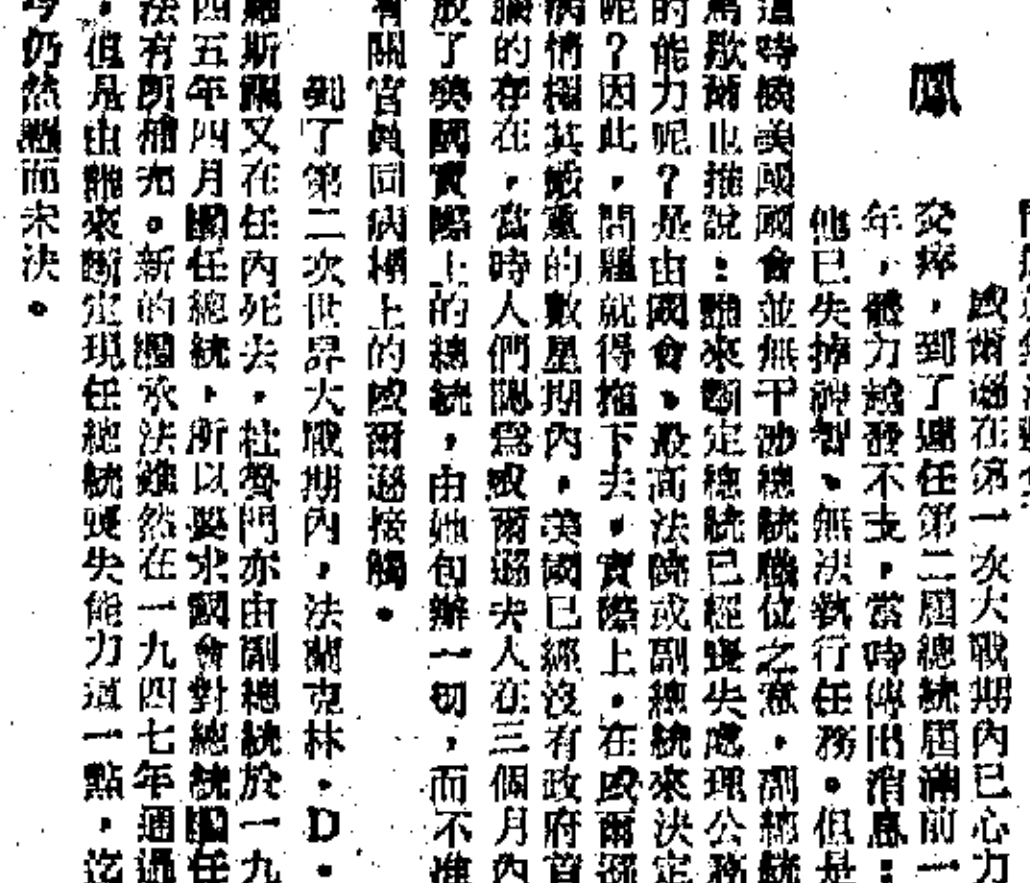 鳳
威爾遜在第一次大戰期內已心力
交瘁，到了連任第二屆總統屆滿前一
年，體力越發不支，當時傳出消息：
他已失掉神智、無法執行任務。但是
這時候美國國會並無干涉總統職位之意，副總統
馬歇爾也推說：誰來斷定總統已經喪失處理公務
的能力呢？是由國會、最高法院或副總統來決定
呢？因此，問題就得拖下去，實際上，在威爾遜
病情極其嚴重的數星期內，美國已經沒有政府首
腦的存在，當時人們認爲威爾遜夫人在三個月內
成了美國實際上的總統，由她包辦一切，而不准
有關官員同病榻上的威爾遜接觸。
到了第二次世界大戰期內，法蘭克林・D・
羅斯福又在任內死去，杜魯門亦由副總統於一九
四五年四月繼任總統，所以要求國會對總統繼任
法有所補充。新的繼承法雖然在一九四七年通過
，但是由誰來斷定現任總統喪失能力這一點，迄
今仍然懸而未決。